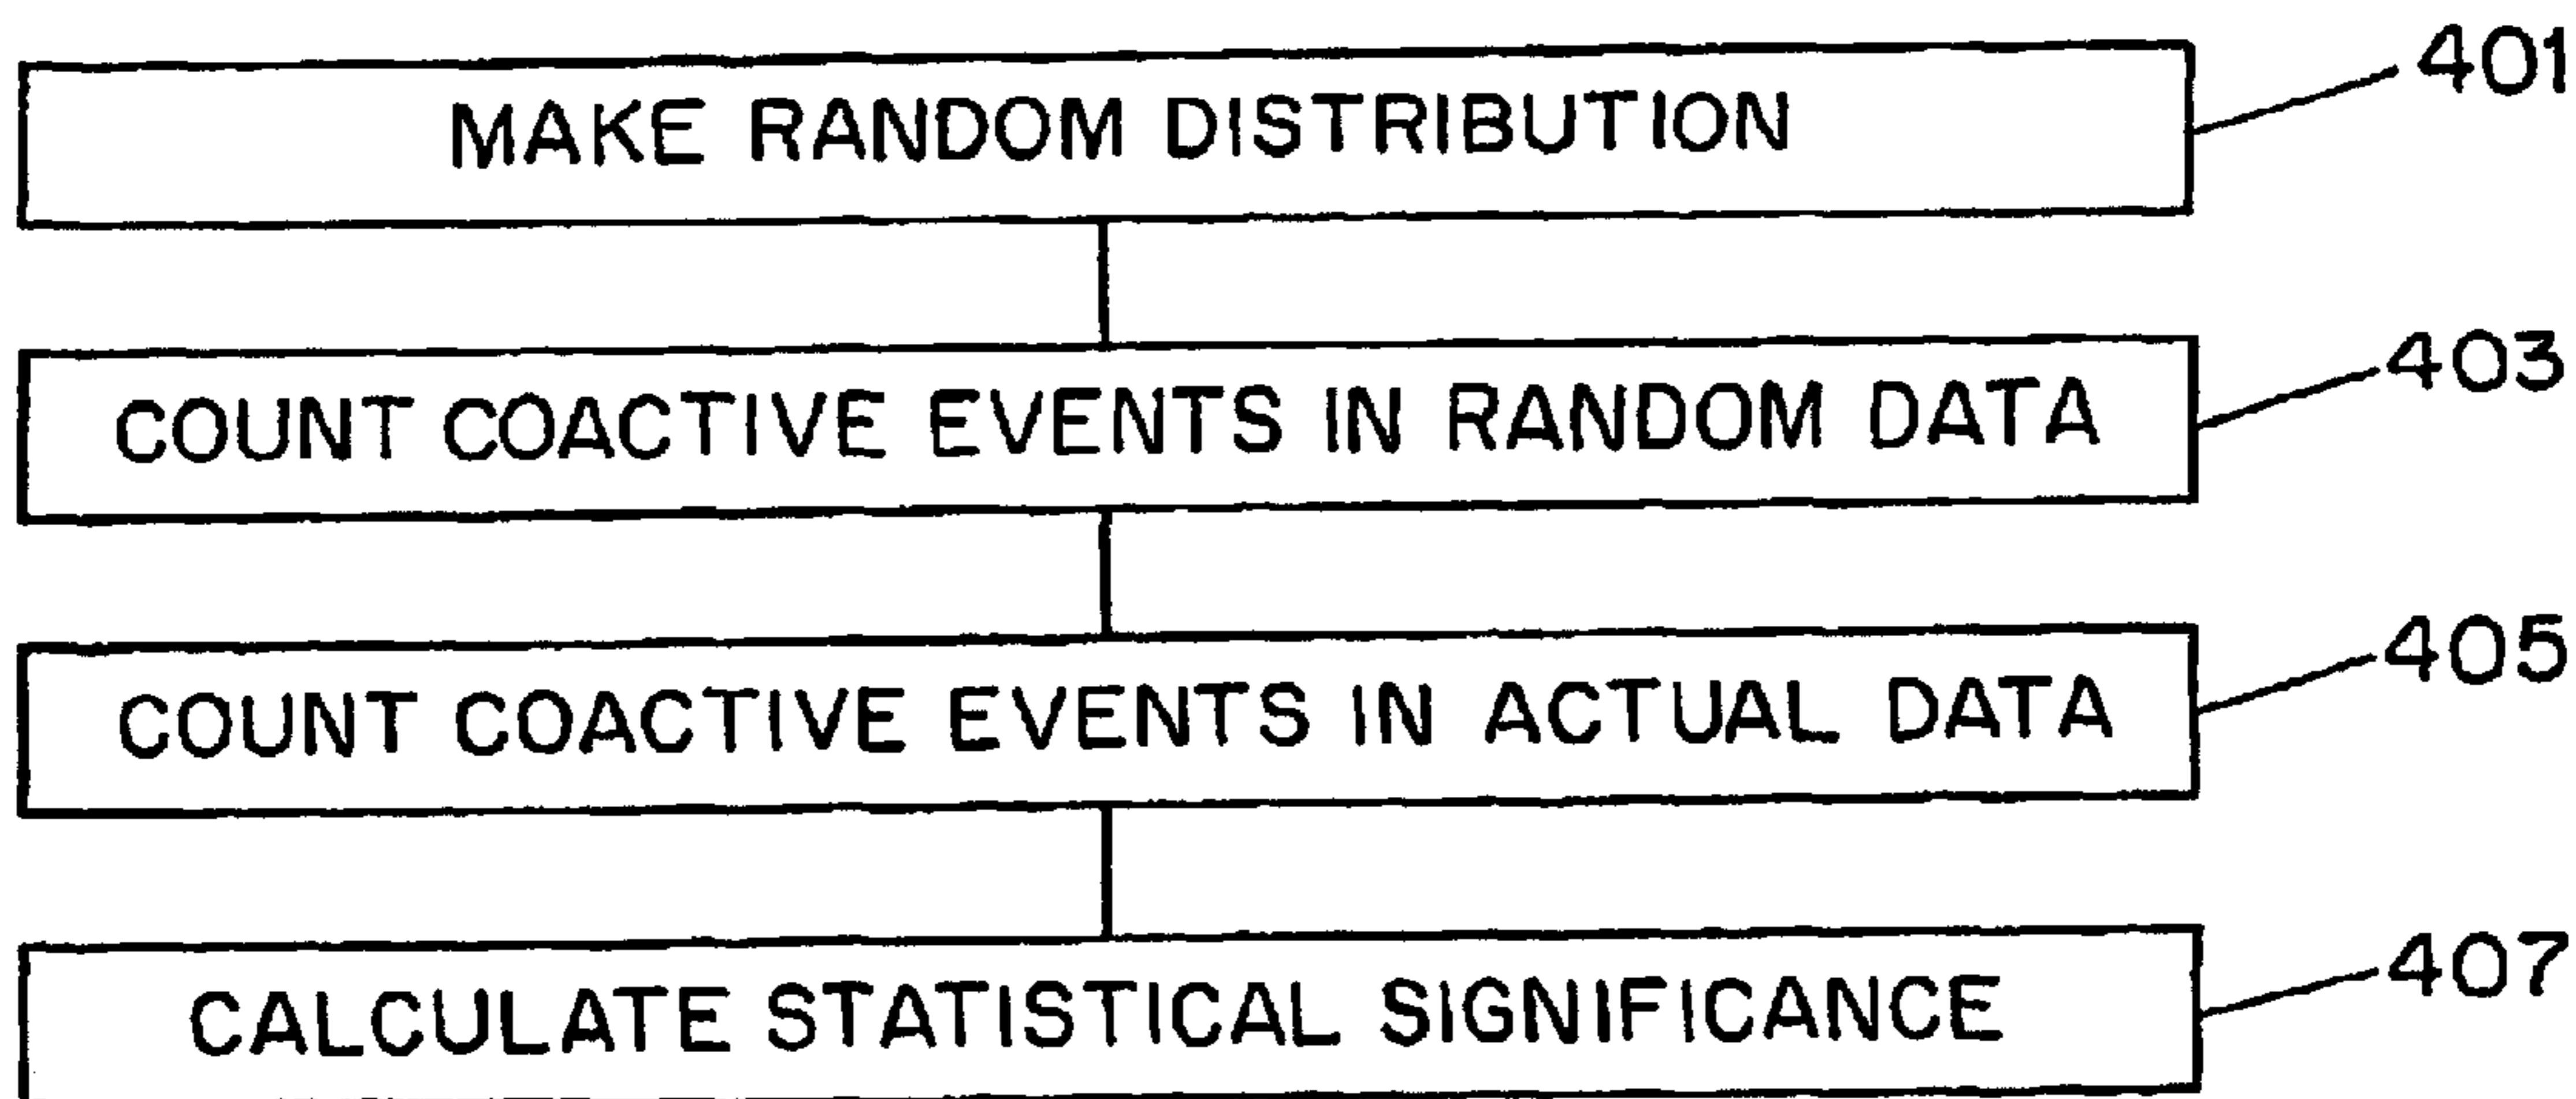 MAKE RANDOM DISTRIBUTION 401
COUNT COACTIVE EVENTS IN RANDOM DATA 403
COUNT COACTIVE EVENTS IN ACTUAL DATA 405
CALCULATE STATISTICAL SIGNIFICANCE 407